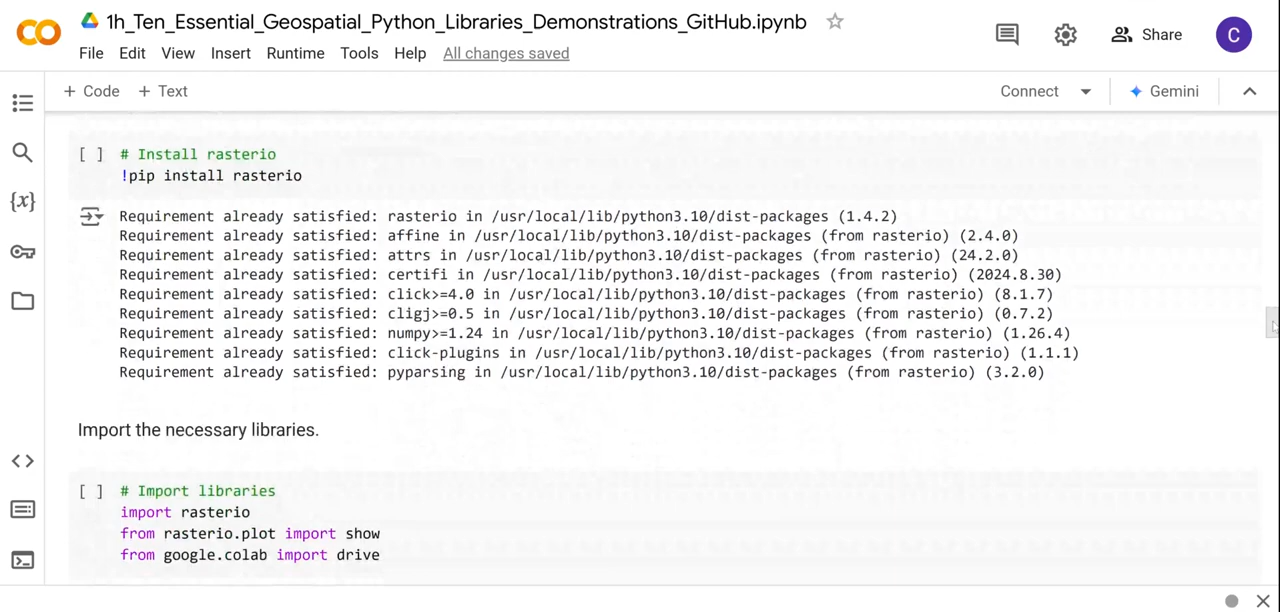 1h_Ten_Essential_Geospatial_Python_Libraries_Demonstrations_GitHub.ipynb
File Edit View Insert Runtime Tools Help All changes saved
Share
C
+ Code + Text
Connect
Gemini
[ ] # Install rasterio
!pip install rasterio
Requirement already satisfied: rasterio in /usr/local/lib/python3.10/dist-packages (1.4.2)
Requirement already satisfied: affine in /usr/local/lib/python3.10/dist-packages (from rasterio) (2.4.0)
Requirement already satisfied: attrs in /usr/local/lib/python3.10/dist-packages (from rasterio) (24.2.0)
Requirement already satisfied: certifi in /usr/local/lib/python3.10/dist-packages (from rasterio) (2024.8.30)
Requirement already satisfied: click>=4.0 in /usr/local/lib/python3.10/dist-packages (from rasterio) (8.1.7)
Requirement already satisfied: cligj>=0.5 in /usr/local/lib/python3.10/dist-packages (from rasterio) (0.7.2)
Requirement already satisfied: numpy>=1.24 in /usr/local/lib/python3.10/dist-packages (from rasterio) (1.26.4)
Requirement already satisfied: click-plugins in /usr/local/lib/python3.10/dist-packages (from rasterio) (1.1.1)
Requirement already satisfied: pyparsing in /usr/local/lib/python3.10/dist-packages (from rasterio) (3.2.0)
Import the necessary libraries.
[ ] # Import libraries
import rasterio
from rasterio.plot import show
from google.colab import drive